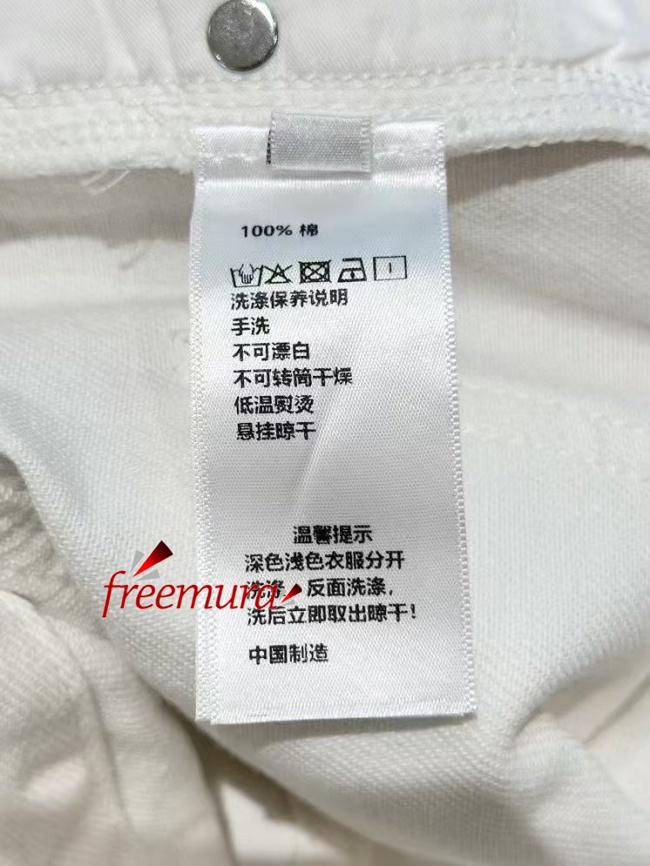 100% 棉
洗涤保养说明
手洗
不可漂白
不可转筒干燥
低温熨烫
悬挂晾干
温馨提示
深色浅色衣服分开
洗涤，反面洗涤，
洗后立即取出晾干！
中国制造
freemura